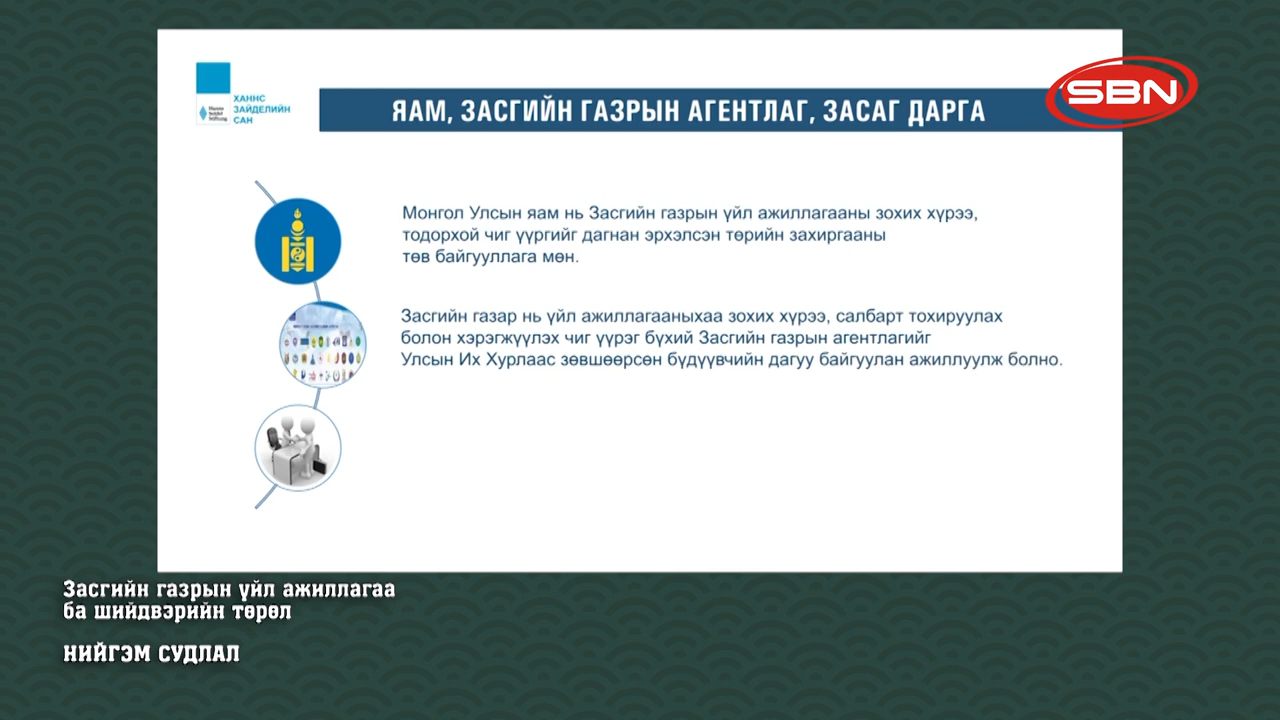 ХАННС
ЗАЙДЕЛИЙН
САН
Hanns
Seidel
Stiftung
ЯАМ, ЗАСГИЙН ГАЗРЫН АГЕНТЛАГ, ЗАСАГ ДАРГА
SBN
Монгол Улсын яам нь Засгийн газрын үйл ажиллагааны зохих хүрээ,
тодорхой чиг үүргийг дагнан эрхэлсэн төрийн захиргааны
төв байгууллага мөн.
Засгийн газар нь үйл ажиллагааныхаа зохих хүрээ, салбарт тохируулах
болон хэрэгжүүлэх чиг үүрэг бүхий Засгийн газрын агентлагийг
Улсын Их Хурлаас зөвшөөрсөн бүдүүвчийн дагуу байгуулан ажиллуулж болно.
Засгийн газрын үйл ажиллагаа
ба шийдвэрийн төрөл
НИЙГЭМ СУДЛАЛ